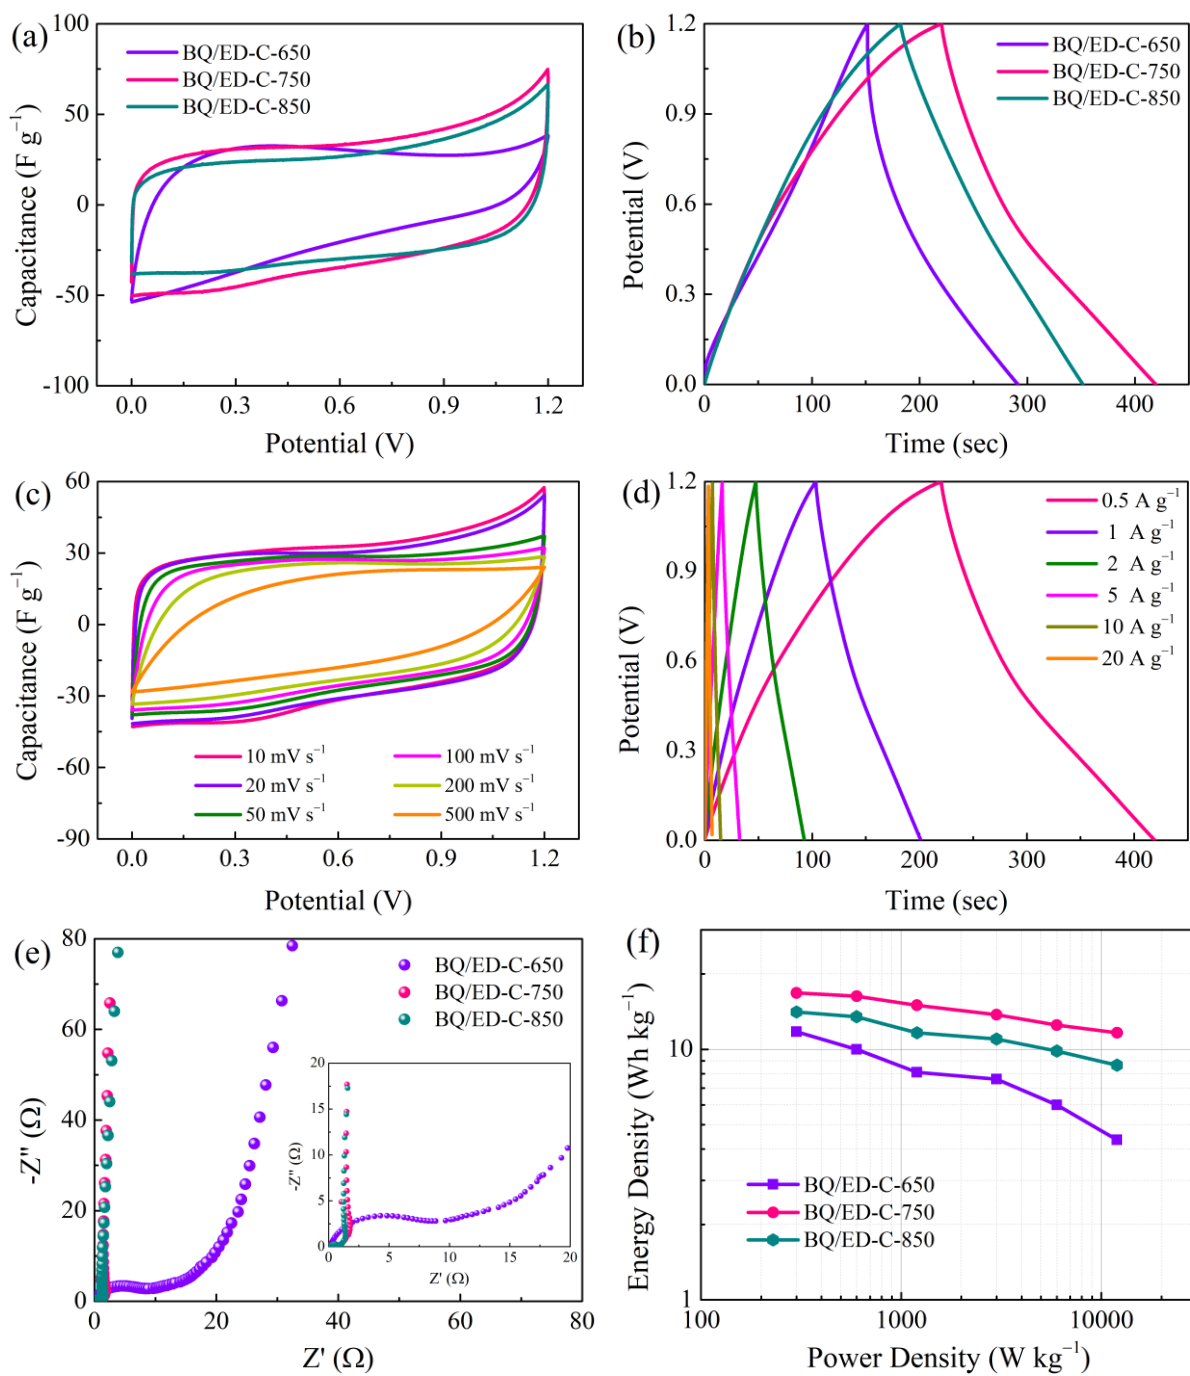 (a)
100
50
0
-50
-100
Capacitance (F g⁻¹)
BQ/ED-C-650
BQ/ED-C-750
BQ/ED-C-850
0.0 0.3 0.6 0.9 1.2
Potential (V)
(b)
1.2
0.9
0.6
0.3
0.0
Potential (V)
BQ/ED-C-650
BQ/ED-C-750
BQ/ED-C-850
0 100 200 300 400
Time (sec)
(c)
60
30
0
-30
-60
-90
Capacitance (F g⁻¹)
10 mV s⁻¹
20 mV s⁻¹
50 mV s⁻¹
100 mV s⁻¹
200 mV s⁻¹
500 mV s⁻¹
0.0 0.3 0.6 0.9 1.2
Potential (V)
(d)
1.2
0.9
0.6
0.3
0.0
Potential (V)
0.5 A g⁻¹
1 A g⁻¹
2 A g⁻¹
5 A g⁻¹
10 A g⁻¹
20 A g⁻¹
0 100 200 300 400
Time (sec)
(e)
80
60
40
20
0
-Z'' (Ω)
BQ/ED-C-650
BQ/ED-C-750
BQ/ED-C-850
20
15
10
5
0
-Z'' (Ω)
0 5 10 15 20
Z' (Ω)
0 20 40 60 80
Z' (Ω)
(f)
10
1
Energy Density (Wh kg⁻¹)
BQ/ED-C-650
BQ/ED-C-750
BQ/ED-C-850
100 1000 10000
Power Density (W kg⁻¹)